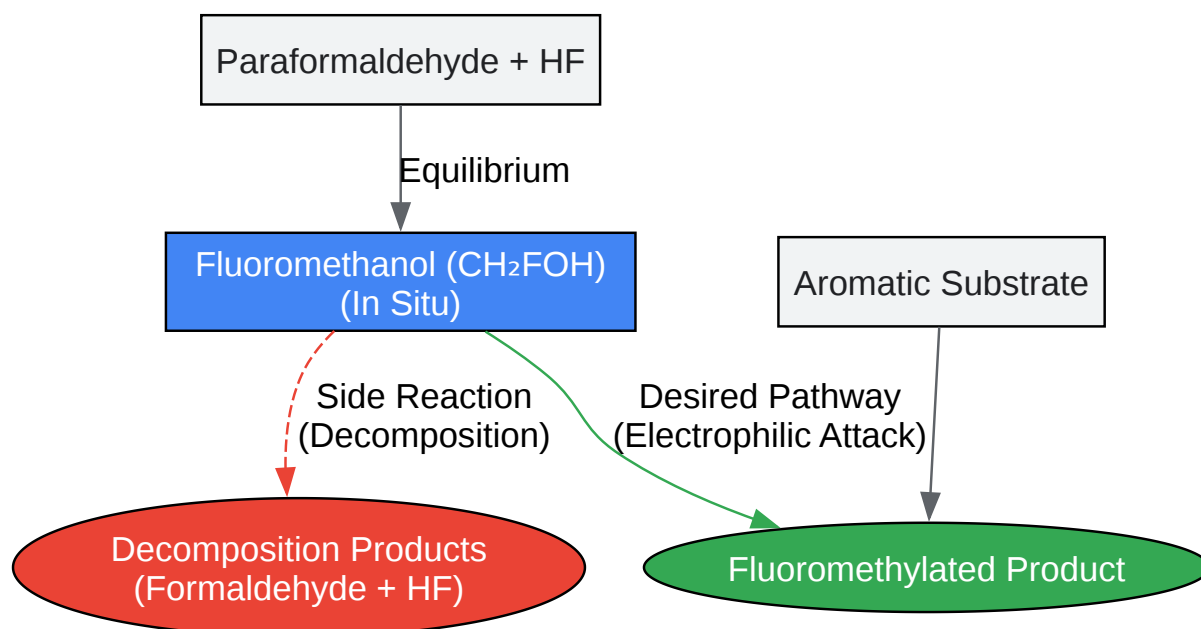 Paraformaldehyde + HF
Equilibrium
Fluoromethanol (CH₂FOH)
(In Situ)
Aromatic Substrate
Side Reaction
(Decomposition)
Desired Pathway
(Electrophilic Attack)
Decomposition Products
(Formaldehyde + HF)
Fluoromethylated Product